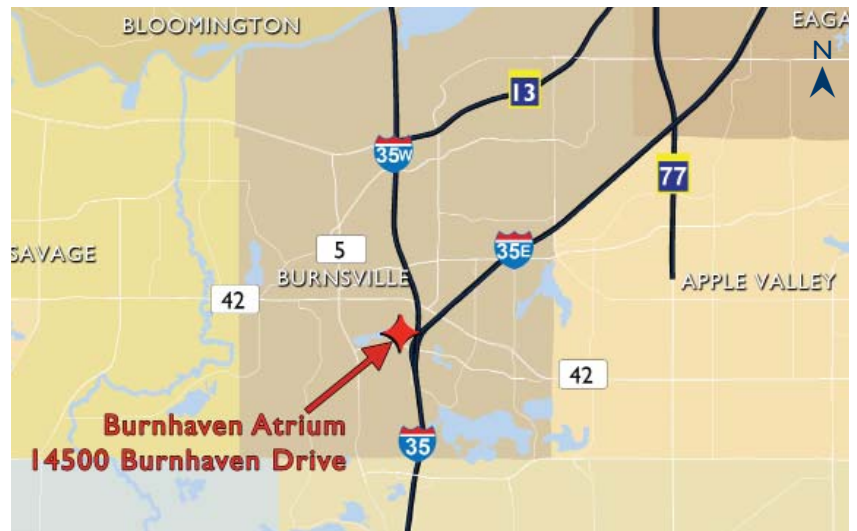 BLOOMINGTON
EAGA
N
13
35W
77
SAVAGE
5
35E
BURNSVILLE
42
APPLE VALLEY
42
Burnhaven Atrium
14500 Burnhaven Drive
35